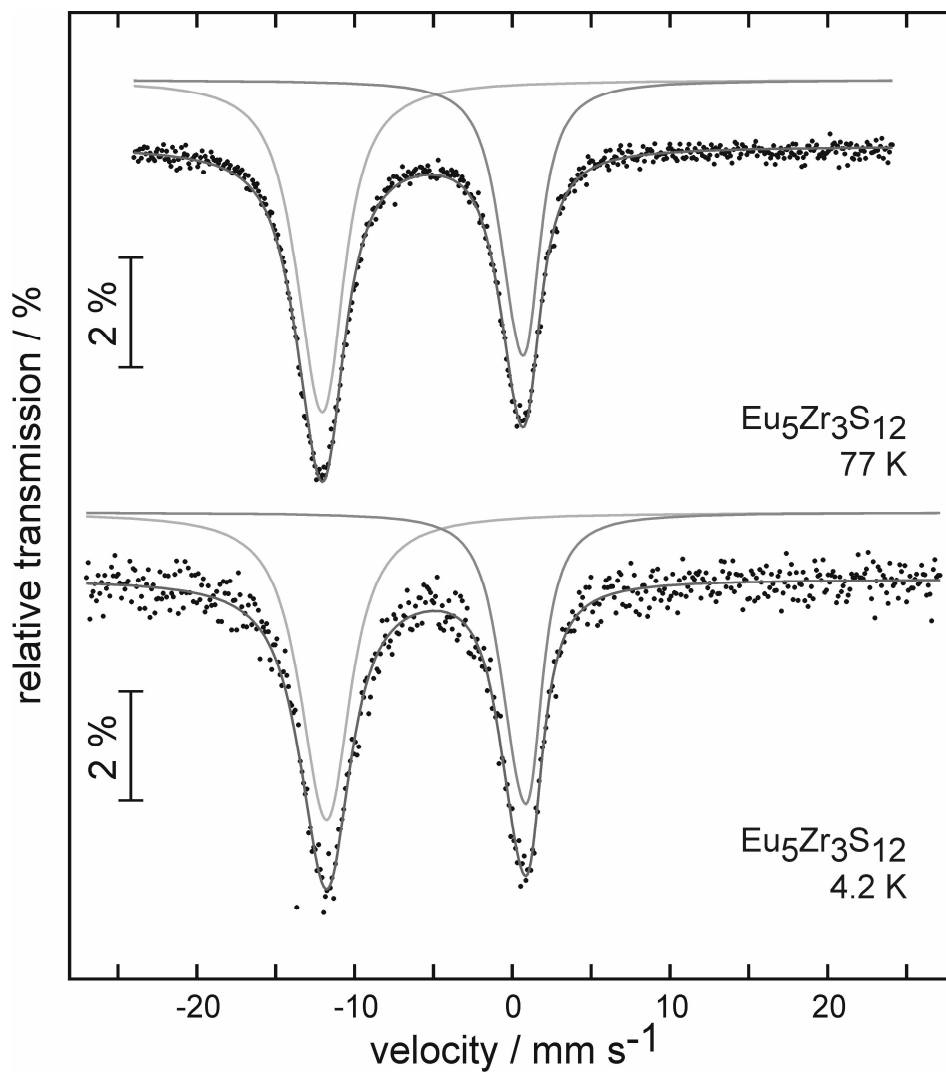 relative transmission / %
2 %
Eu5Zr3S12
77 K
2 %
Eu5Zr3S12
4.2 K
-20 -10 0 10 20
velocity / mm s-1